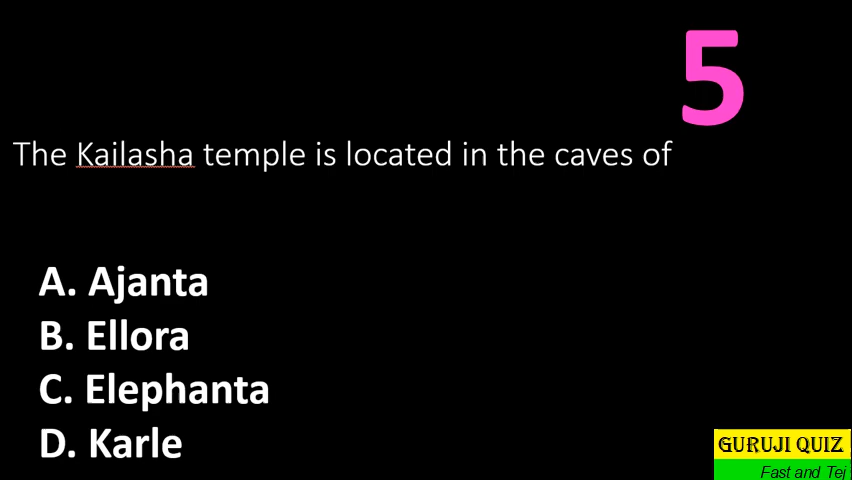 5
The Kailasha temple is located in the caves of
A. Ajanta
B. Ellora
C. Elephanta
D. Karle
GURUJI QUIZ
Fast and Tej